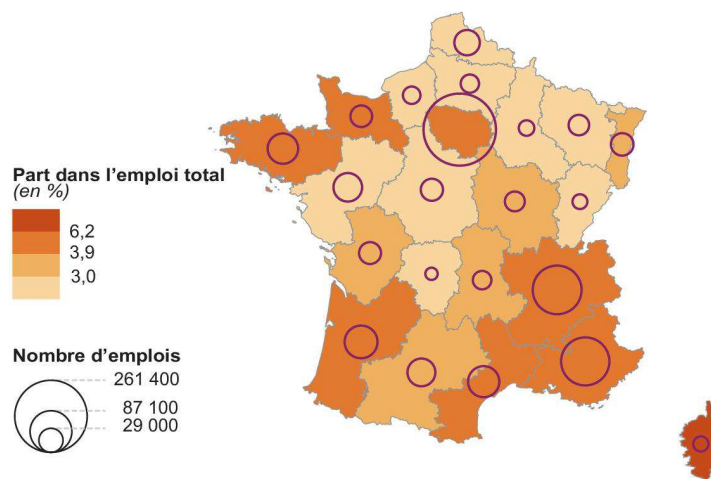 Part dans l'emploi total
(en %)
6,2
3,9
3,0
Nombre d'emplois
261 400
87 100
29 000